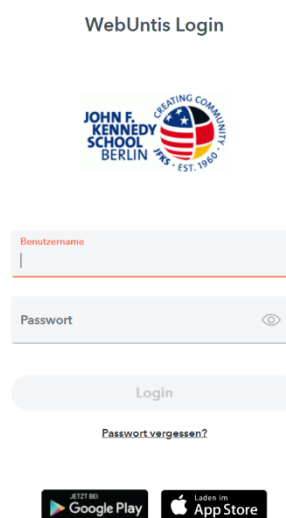 WebUntis Login
CREATING COMMUNITY
JOHN F.
KENNEDY
SCHOOL
BERLIN
JFKS · EST. 1960 ·
Benutzername
Passwort
Login
Passwort vergessen?
JETZT BEI
Google Play
Laden im
App Store